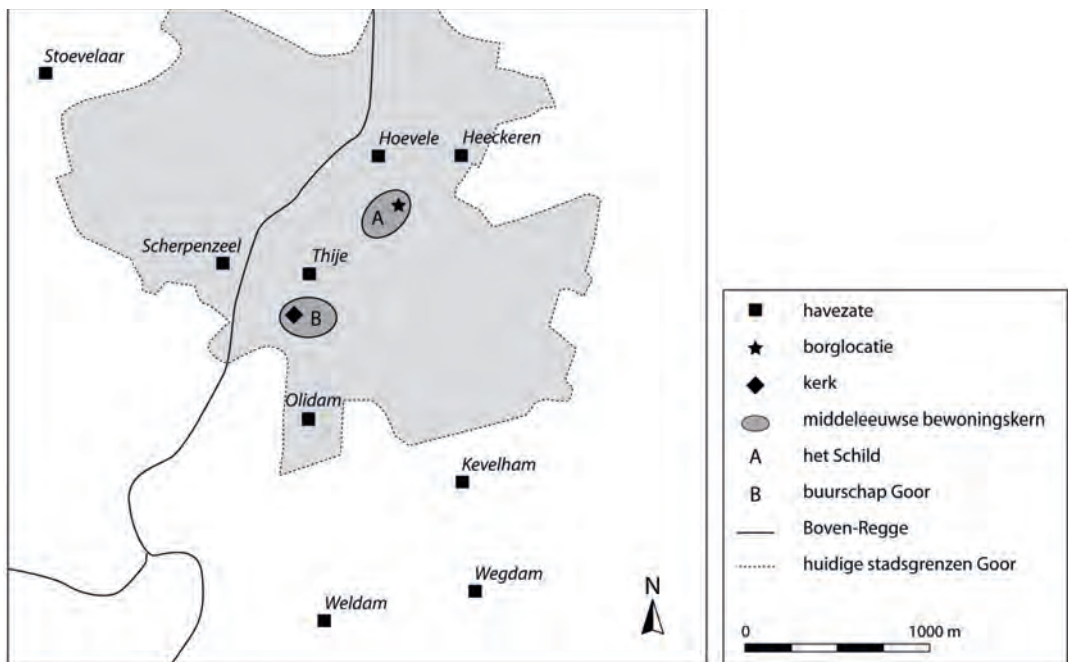 Stoevelaar
Hoevele
Heeckeren
A
Scherpenzeel
Thije
B
Olidam
Kevelham
Wegdam
Weldam
N
havezate
borglocatie
kerk
middeleeuwse bewoningskern
A het Schild
B buurschap Goor
Boven-Regge
huidige stadsgrenzen Goor
0 1000 m